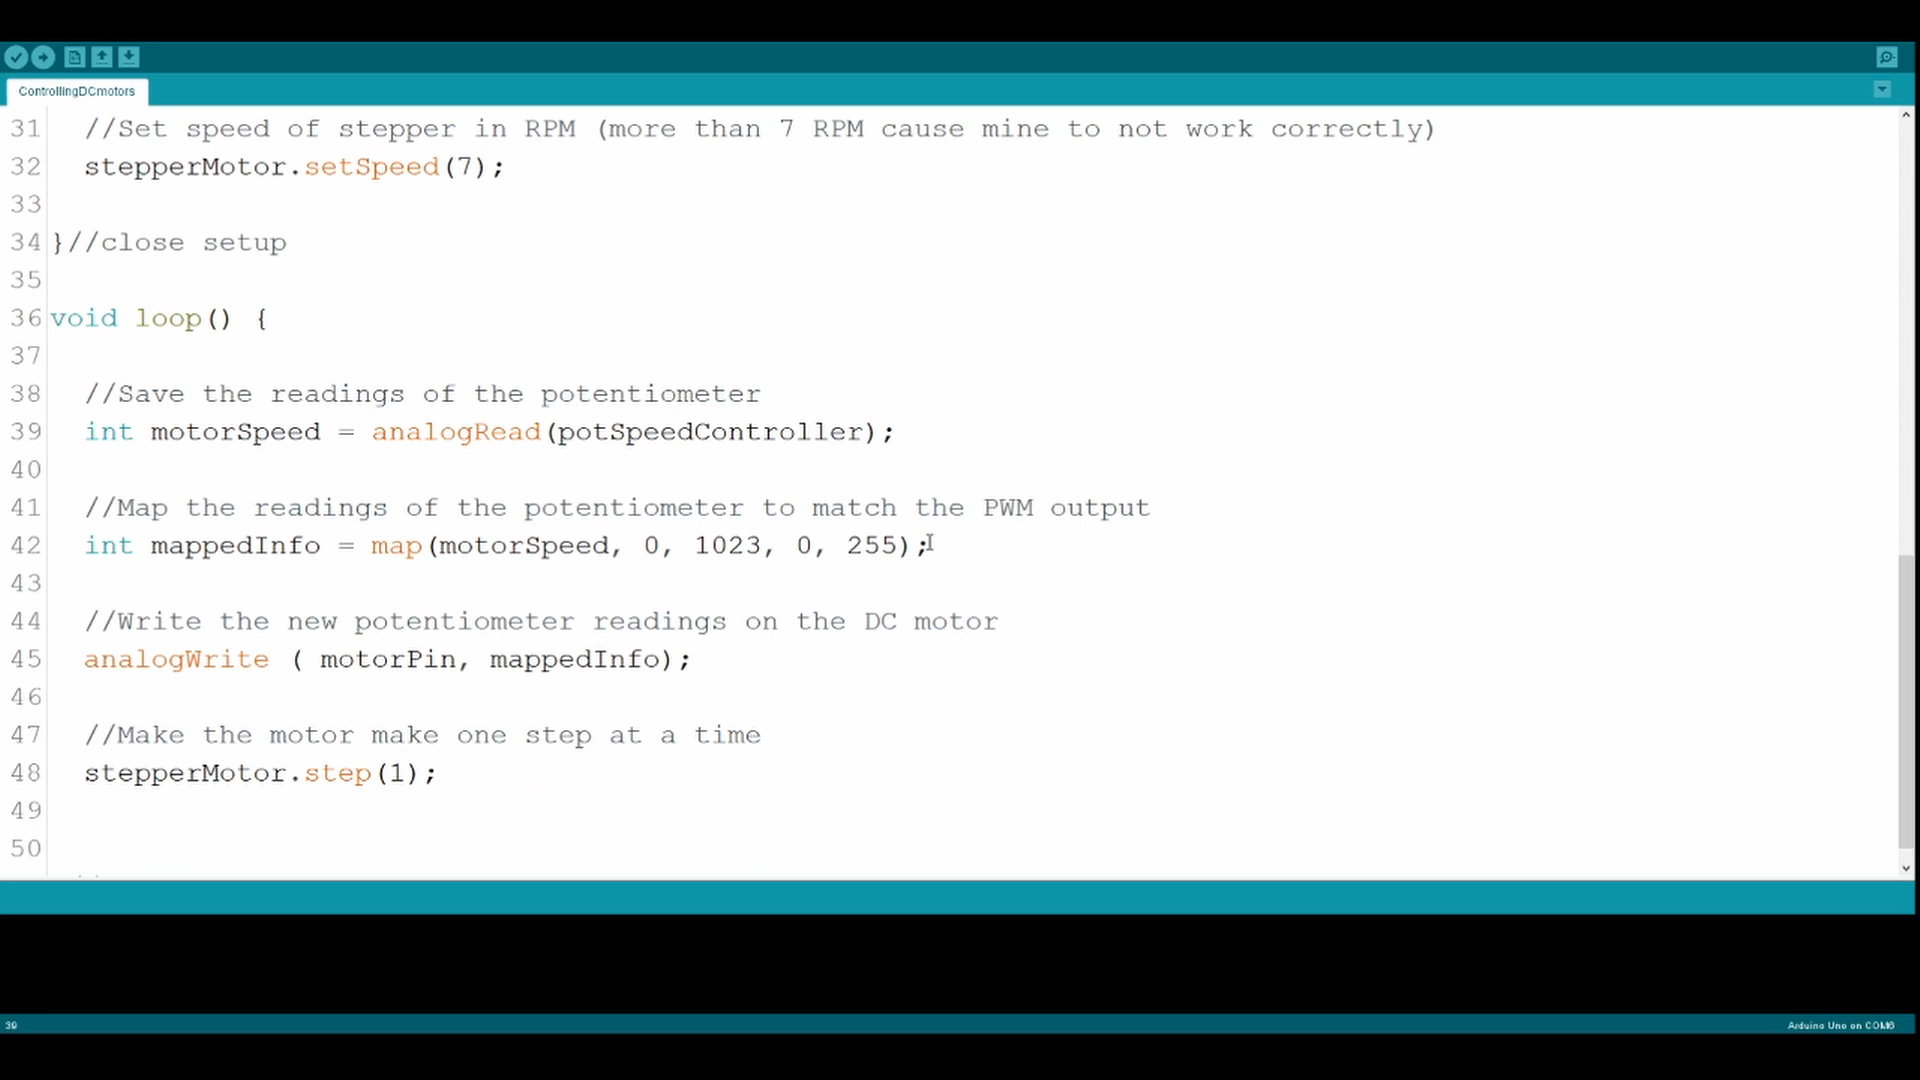 ControllingDCmotors
31 //Set speed of stepper in RPM (more than 7 RPM cause mine to not work correctly)
32 stepperMotor.setSpeed(7);
33
34 }//close setup
35
36 void loop() {
37
38 //Save the readings of the potentiometer
39 int motorSpeed = analogRead(potSpeedController);
40
41 //Map the readings of the potentiometer to match the PWM output
42 int mappedInfo = map(motorSpeed, 0, 1023, 0, 255);
43
44 //Write the new potentiometer readings on the DC motor
45 analogWrite ( motorPin, mappedInfo);
46
47 //Make the motor make one step at a time
48 stepperMotor.step(1);
49
50
39
Arduino Uno on COM6